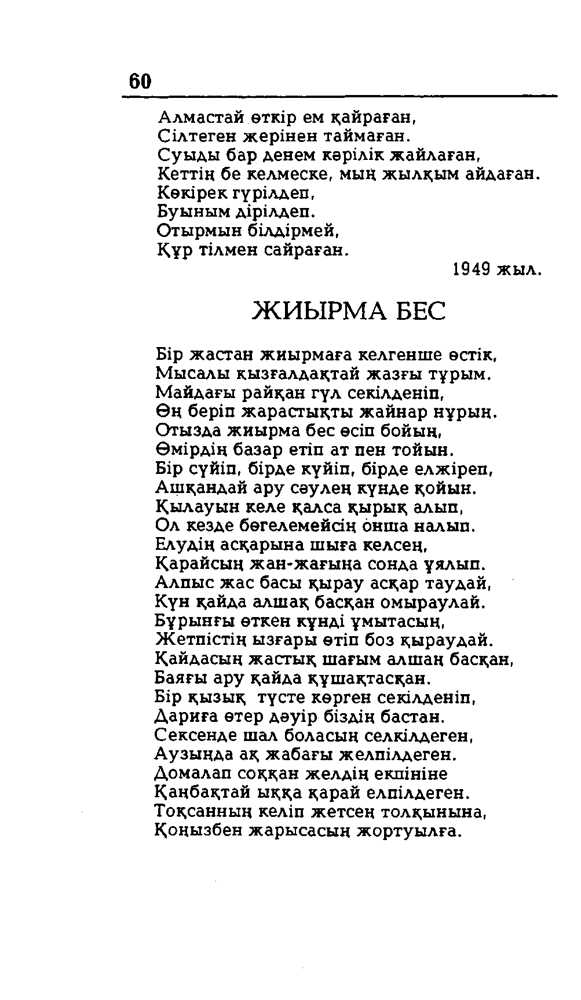 60
Алмастай өткір ем қайраған,
Сілтеген жерінен таймаған.
Суыды бар денем кәрілік жайлаған,
Кеттің бе келмеске, мың жылқым айдаған.
Көкірек гүрілдеп,
Буыным дірілдеп.
Отырмын білдірмей,
Құр тілмен сайраған.
1949 жыл.
ЖИЫРМА БЕС
Бір жастан жиырмаға келгенше өстік,
Мысалы қызғалдақтай жазғы тұрым.
Майдағы райқан гүл секілденіп,
Өң беріп жарастықты жайнар нұрың.
Отызда жиырма бес өсіп бойың,
Өмірдің базар етіп ат пен тойын.
Бір сүйіп, бірде күйіп, бірде елжіреп,
Ашқандай ару сәулең күнде қойын.
Қылауын келе қалса қырық алып,
Ол кезде бөгелемейсің онша налып.
Елудің асқарына шыға келсең,
Қарайсың жан-жағыңа сонда ұялып.
Алпыс жас басы қырау асқар таудай,
Күн қайда алшақ басқан омыраулай.
Бұрынғы өткен күнді ұмытасың,
Жетпістің ызғары өтіп боз қыраудай.
Қайдасың жастық шағым алшаң басқан,
Баяғы ару қайда құшақтасқан.
Бір қызық түсте көрген секілденіп,
Дариға өтер дәуір біздің бастан.
Сексенде шал боласың селкілдеген,
Аузыңда ақ жабағы желпілдеген.
Домалап соққан желдің екпініне
Қаңбақтай ыққа қарай елпілдеген.
Тоқсанның келіп жетсең толқынына,
Қоңызбен жарысасың жортуылға.